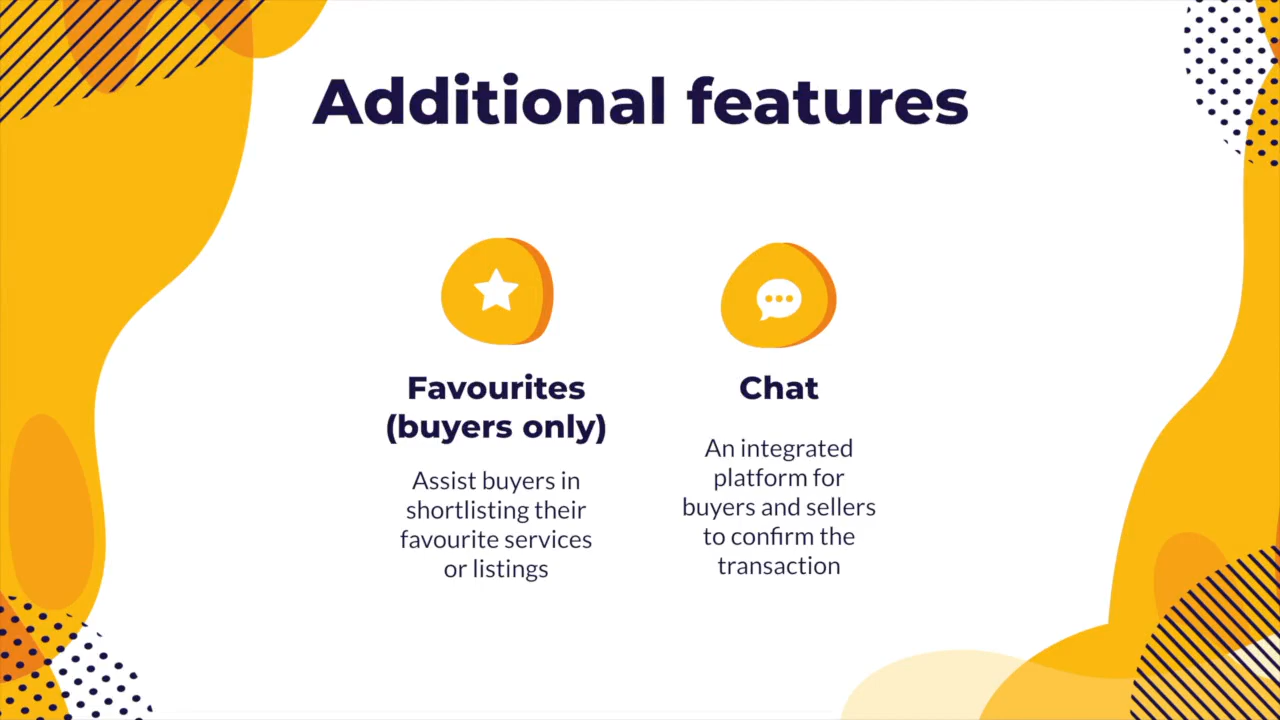 Additional features
Favourites
(buyers only)
Assist buyers in
shortlisting their
favourite services
or listings
Chat
An integrated
platform for
buyers and sellers
to confirm the
transaction